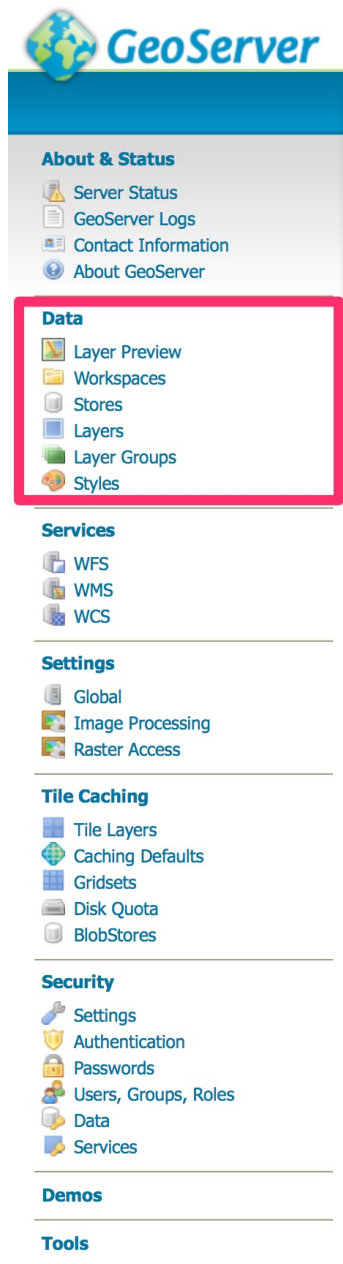 GeoServer
About & Status
Server Status
GeoServer Logs
Contact Information
About GeoServer
Data
Layer Preview
Workspaces
Stores
Layers
Layer Groups
Styles
Services
WFS
WMS
WCS
Settings
Global
Image Processing
Raster Access
Tile Caching
Tile Layers
Caching Defaults
Gridsets
Disk Quota
BlobStores
Security
Settings
Authentication
Passwords
Users, Groups, Roles
Data
Services
Demos
Tools